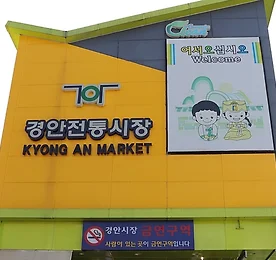 어서오십시오
Welcome
경안전통시장
KYONG AN MARKET
경안시장 금연구역
사람이 있는 곳이 금연구역입니다